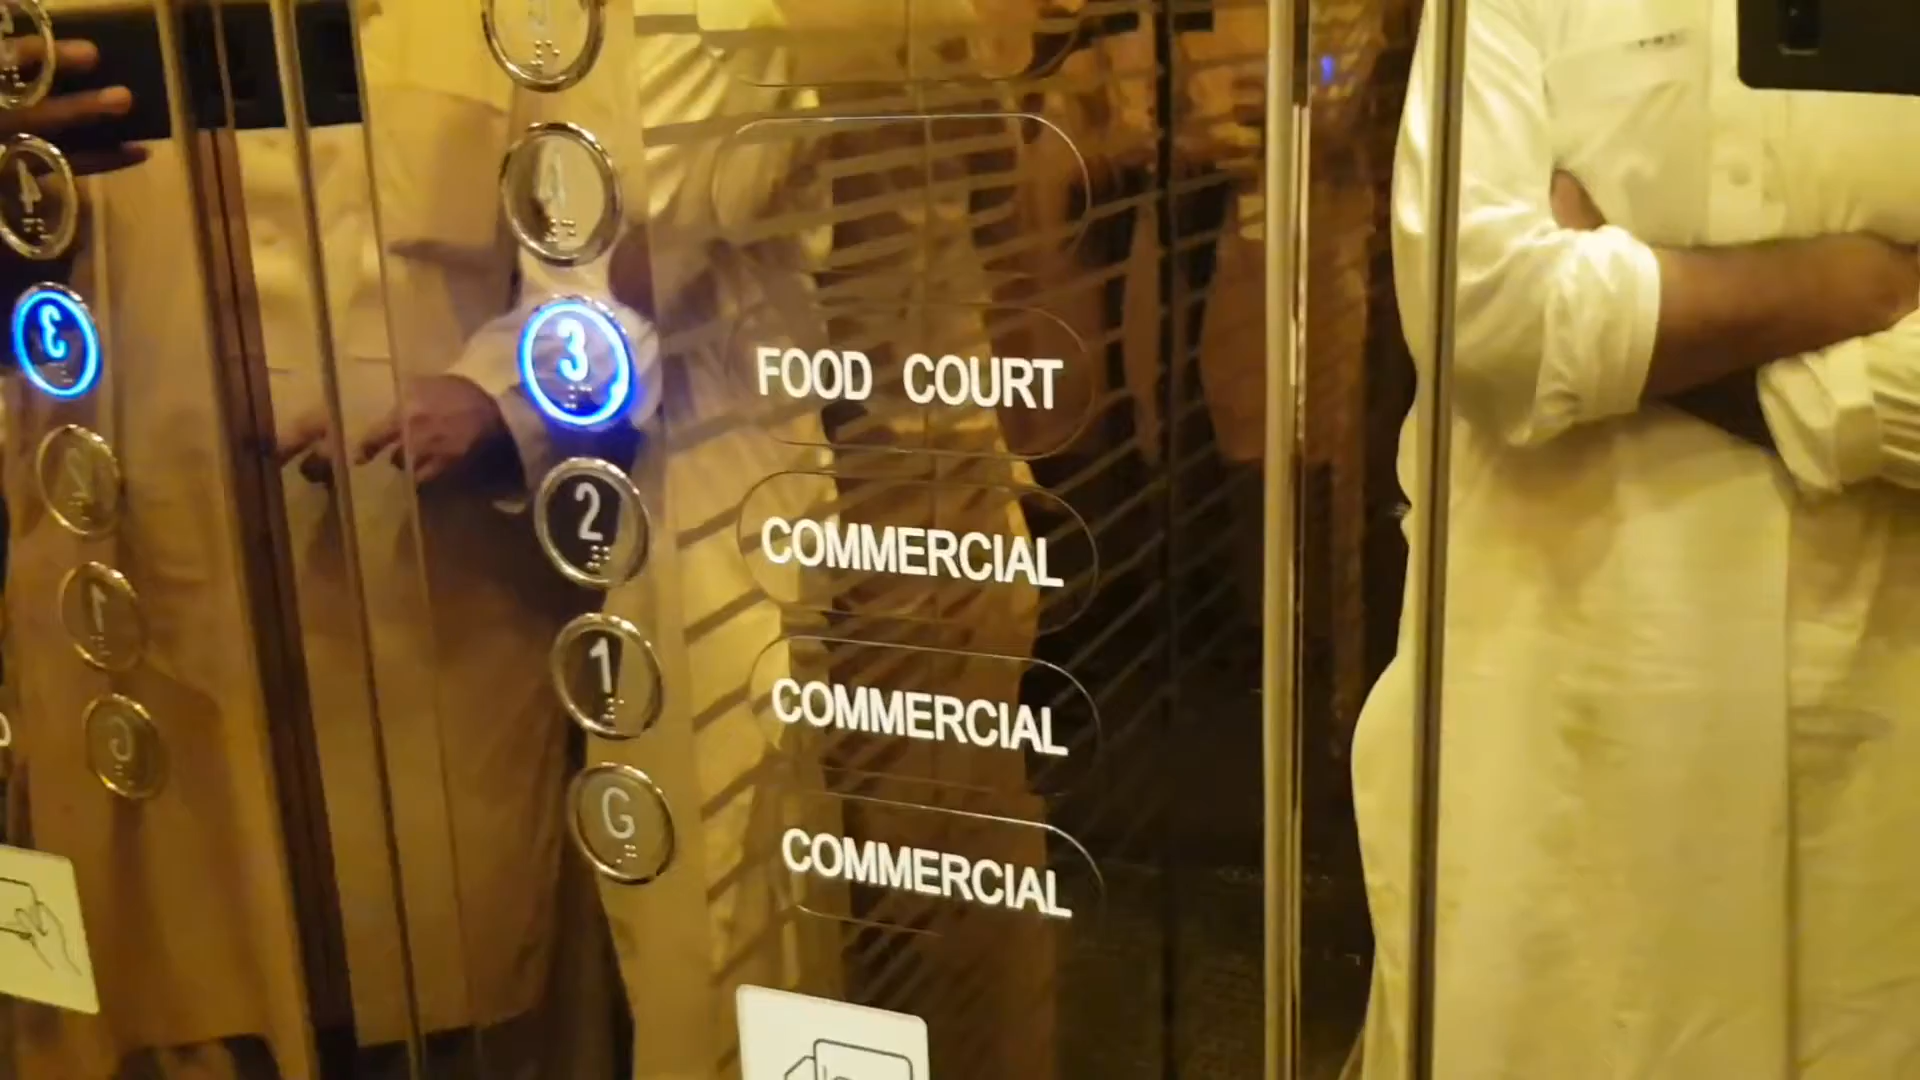 4
3 FOOD COURT
2 COMMERCIAL
1 COMMERCIAL
G COMMERCIAL